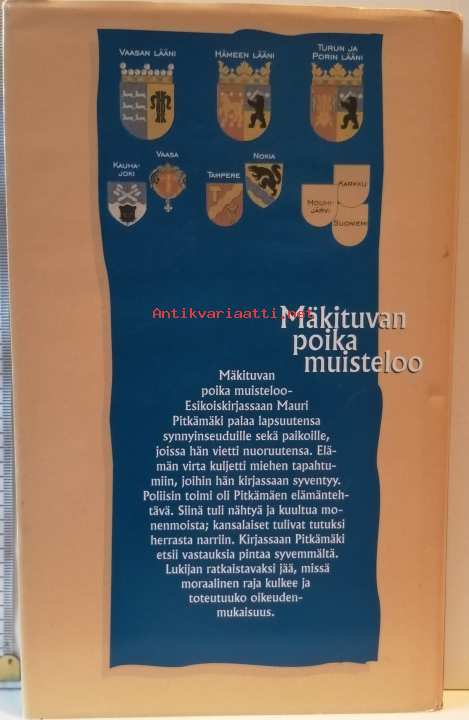 VAASAN LÄÄNI
HÄMEEN LÄÄNI
TURUN JA
PORIN LÄÄNI
KAUHA-
JOKI
VAASA
TAMPERE
NOKIA
MOUHI-
JÄRVI
KARKKU
SUONIEMI
Antikvariaatti.net
Mäkituvan
poika
muisteloo
Mäkituvan
poika muisteloo-
Esikoiskirjassaan Mauri
Pitkämäki palaa lapsuutensa
synnyinseuduille sekä paikoille,
joissa hän vietti nuoruutensa. Elä-
män virta kuljetti miehen tapahtu-
miin, joihin hän kirjassaan syventyy.
Poliisin toimi oli Pitkämäen elämänteh-
tävä. Siinä tuli nähtyä ja kuultua mo-
nenmoista; kansalaiset tulivat tutuksi
herrasta narriin. Kirjassaan Pitkämäki
etsii vastauksia pintaa syvemmältä.
Lukijan ratkaistavaksi jää, missä
moraalinen raja kulkee ja
toteutuuko oikeuden-
mukaisuus.